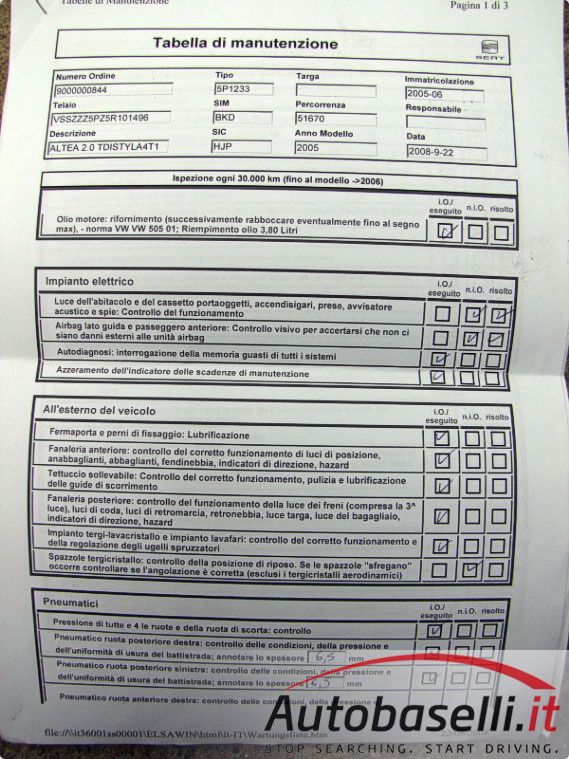 Tabelle di Manutenzione
Pagina 1 di 3
Tabella di manutenzione
SEAT
Numero Ordine
9000000844
Tipo
5P1233
Targa
Immatricolazione
2005-06
Telaio
VSSZZZ5PZ5R101496
SIM
BKD
Percorrenza
51670
Responsabile
Descrizione
ALTEA 2.0 TDISTYLA4T1
SIC
HJP
Anno Modello
2005
Data
2008-9-22
Ispezione ogni 30.000 km (fino al modello ->2006)
i.O./ eseguito n.i.O. risolto
Olio motore: rifornimento (successivamente rabboccare eventualmente fino al segno
max), - norma VW VW 505 01; Riempimento olio 3,80 Litri
Impianto elettrico
i.O./ eseguito n.i.O. risolto
Luce dell'abitacolo e del cassetto portaoggetti, accendisigari, prese, avvisatore
acustico e spie: Controllo del funzionamento
Airbag lato guida e passeggero anteriore: Controllo visivo per accertarsi che non ci
siano danni esterni alle unità airbag
Autodiagnosi: interrogazione della memoria guasti di tutti i sistemi
Azzeramento dell'indicatore delle scadenze di manutenzione
All'esterno del veicolo
i.O./ eseguito n.i.O. risolto
Fermaporta e perni di fissaggio: Lubrificazione
Fanaleria anteriore: controllo del corretto funzionamento di luci di posizione,
anabbaglianti, abbaglianti, fendinebbia, indicatori di direzione, hazard
Tettuccio sollevabile: Controllo del corretto funzionamento, pulizia e lubrificazione
delle guide di scorrimento
Fanaleria posteriore: controllo del funzionamento della luce dei freni (compresa la 3^
luce), luci di coda, luci di retromarcia, retronebbia, luce targa, luce del bagagliaio,
indicatori di direzione, hazard
Impianto tergi-lavacristallo e impianto lavafari: controllo del corretto funzionamento e
della regolazione degli ugelli spruzzatori
Spazzole tergicristallo: controllo della posizione di riposo. Se le spazzole "sfregano"
occorre controllare se l'angolazione è corretta (esclusi i tergicristalli aerodinamici)
Pneumatici
i.O./ eseguito n.i.O. risolto
Pressione di tutte e 4 le ruote e della ruota di scorta: controllo
Pneumatico ruota posteriore destra: controllo delle condizioni, della pressione e
dell'uniformità di usura del battistrada; annotare lo spessore 6,5 mm
Pneumatico ruota posteriore sinistra: controllo delle condizioni, della pressione e
dell'uniformità di usura del battistrada; annotare lo spessore 6,5 mm
Pneumatico ruota anteriore destra: controllo delle condizioni, della pressione e
file://\\it36001ss00001\ELSAWIN\html\it-IT\Wartungsliste.htm
Autobaselli.it
STOP SEARCHING. START DRIVING.